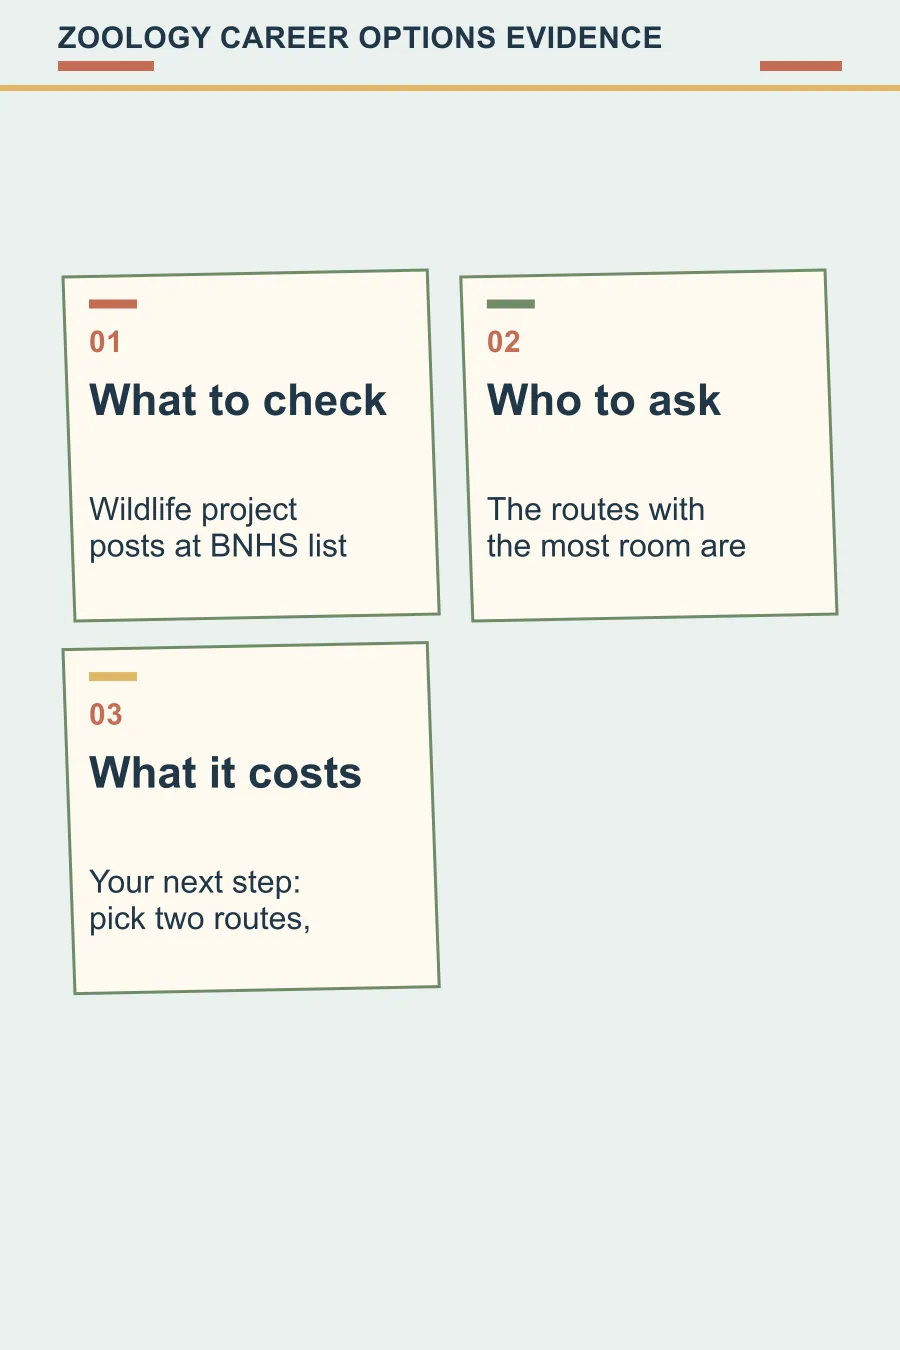 ZOOLOGY CAREER OPTIONS EVIDENCE
01
What to check
Wildlife project
posts at BNHS list
02
Who to ask
The routes with
the most room are
03
What it costs
Your next step:
pick two routes,